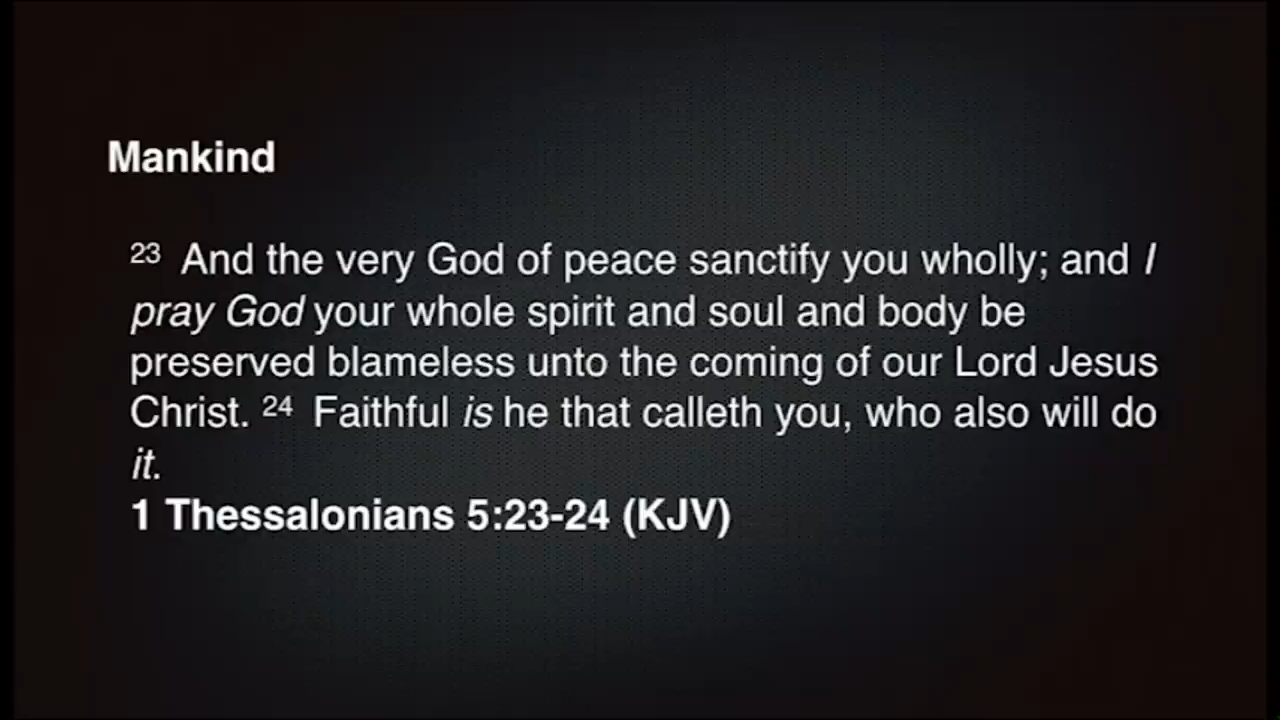 Mankind
23 And the very God of peace sanctify you wholly; and I
pray God your whole spirit and soul and body be
preserved blameless unto the coming of our Lord Jesus
Christ. 24 Faithful is he that calleth you, who also will do
it.
1 Thessalonians 5:23-24 (KJV)